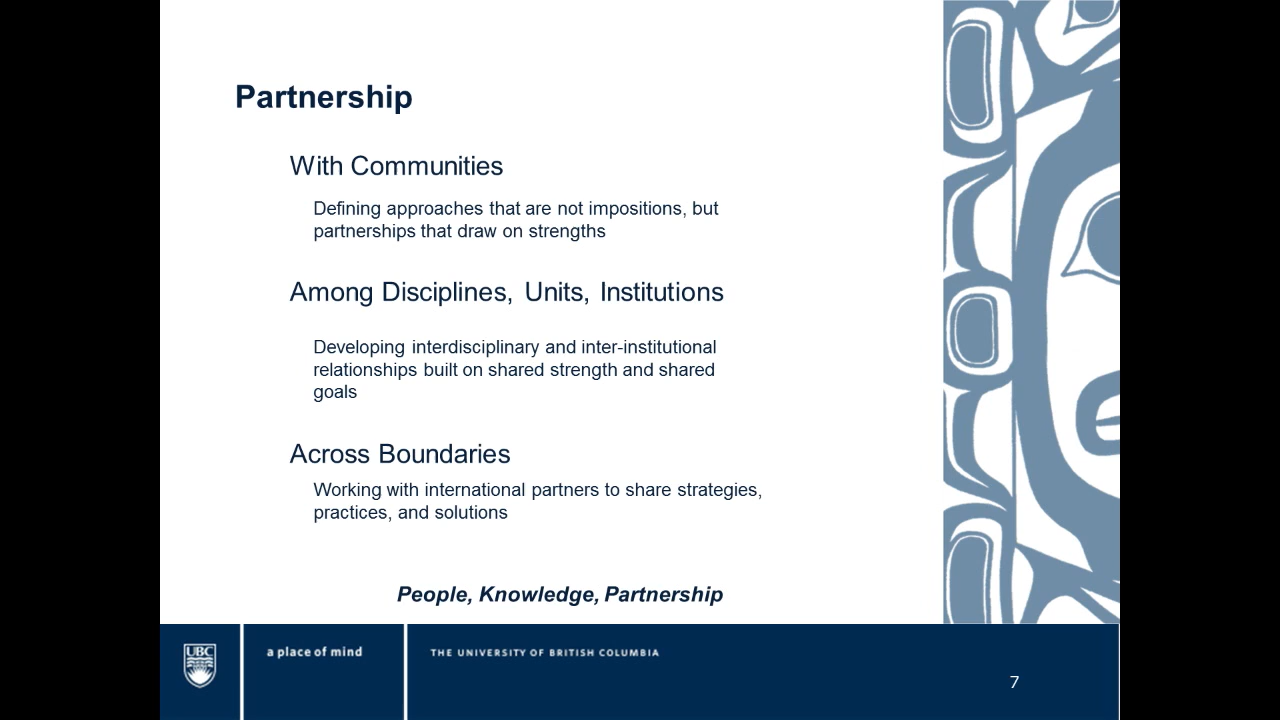 Partnership
With Communities
Defining approaches that are not impositions, but
partnerships that draw on strengths
Among Disciplines, Units, Institutions
Developing interdisciplinary and inter-institutional
relationships built on shared strength and shared
goals
Across Boundaries
Working with international partners to share strategies,
practices, and solutions
People, Knowledge, Partnership
UBC
a place of mind
THE UNIVERSITY OF BRITISH COLUMBIA
7